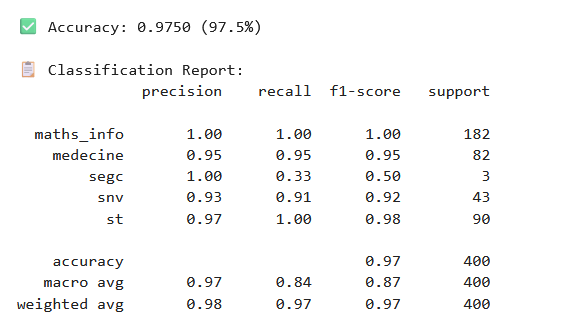 ✅ Accuracy: 0.9750 (97.5%)
📋 Classification Report:
precision recall f1-score support
maths_info 1.00 1.00 1.00 182
medecine 0.95 0.95 0.95 82
segc 1.00 0.33 0.50 3
snv 0.93 0.91 0.92 43
st 0.97 1.00 0.98 90
accuracy 0.97 400
macro avg 0.97 0.84 0.87 400
weighted avg 0.98 0.97 0.97 400